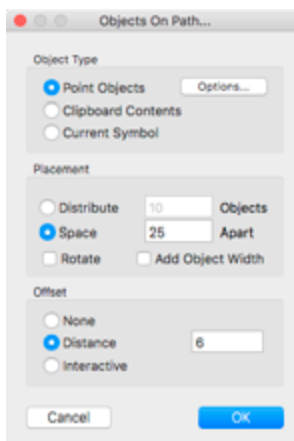 Objects On Path...
Object Type
Point Objects Options...
Clipboard Contents
Current Symbol
Placement
Distribute 10 Objects
Space 25 Apart
Rotate Add Object Width
Offset
None
Distance 6
Interactive
Cancel OK